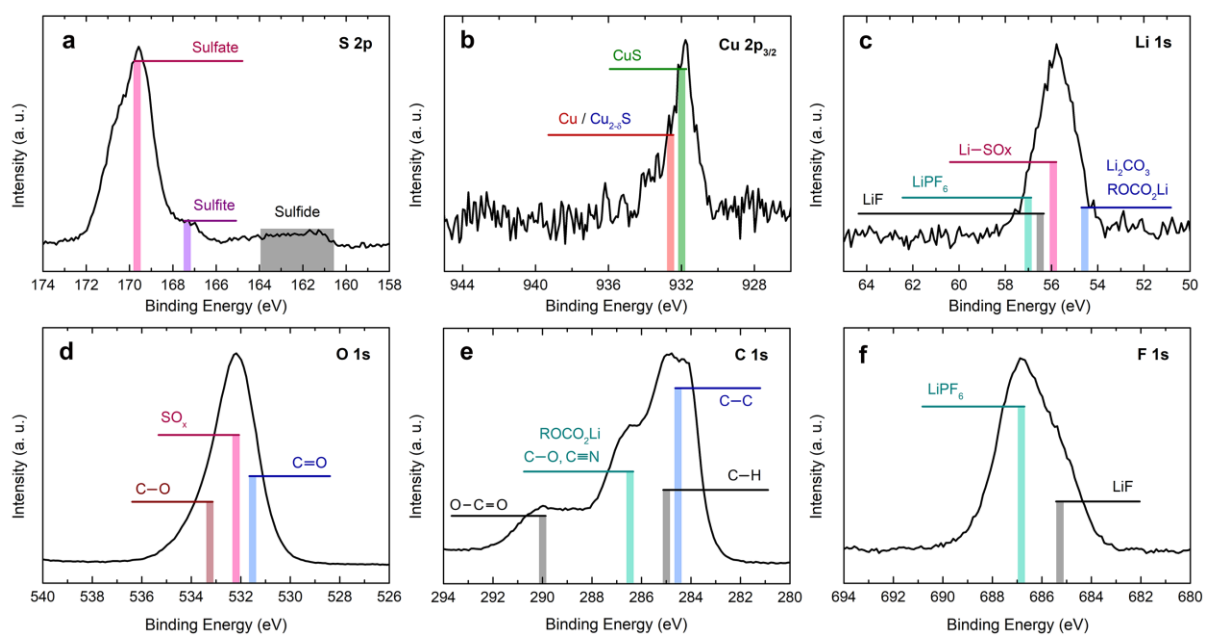 a
S 2p
Sulfate
Sulfite
Sulfide
Intensity (a. u.)
174 172 170 168 166 164 162 160 158
Binding Energy (eV)
b
Cu 2p3/2
CuS
Cu / Cu2-δS
Intensity (a. u.)
944 940 936 932 928
Binding Energy (eV)
c
Li 1s
Li–SOx
LiPF6
LiF
Li2CO3
ROCO2Li
Intensity (a. u.)
64 62 60 58 56 54 52 50
Binding Energy (eV)
d
O 1s
SOx
C=O
C–O
Intensity (a. u.)
540 538 536 534 532 530 528 526
Binding Energy (eV)
e
C 1s
C–C
ROCO2Li
C–O, C≡N
C–H
O–C=O
Intensity (a. u.)
294 292 290 288 286 284 282 280
Binding Energy (eV)
f
F 1s
LiPF6
LiF
Intensity (a. u.)
694 692 690 688 686 684 682 680
Binding Energy (eV)